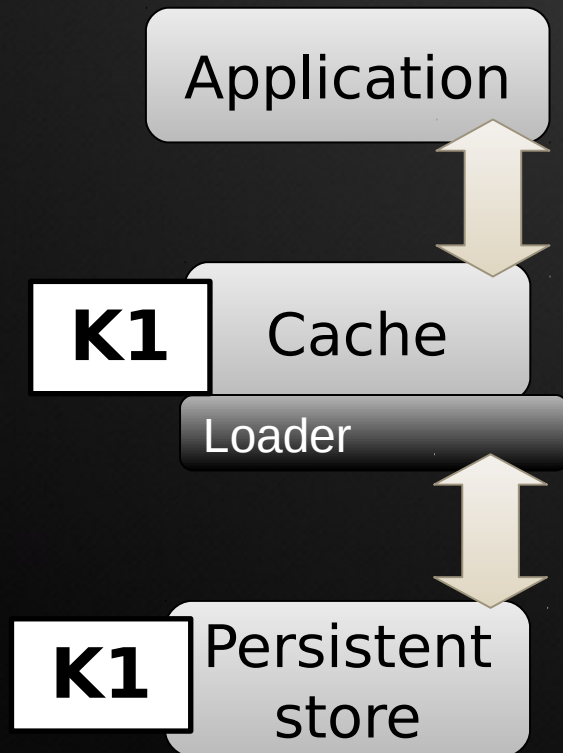 Application
K1
Cache
Loader
K1
Persistent
store